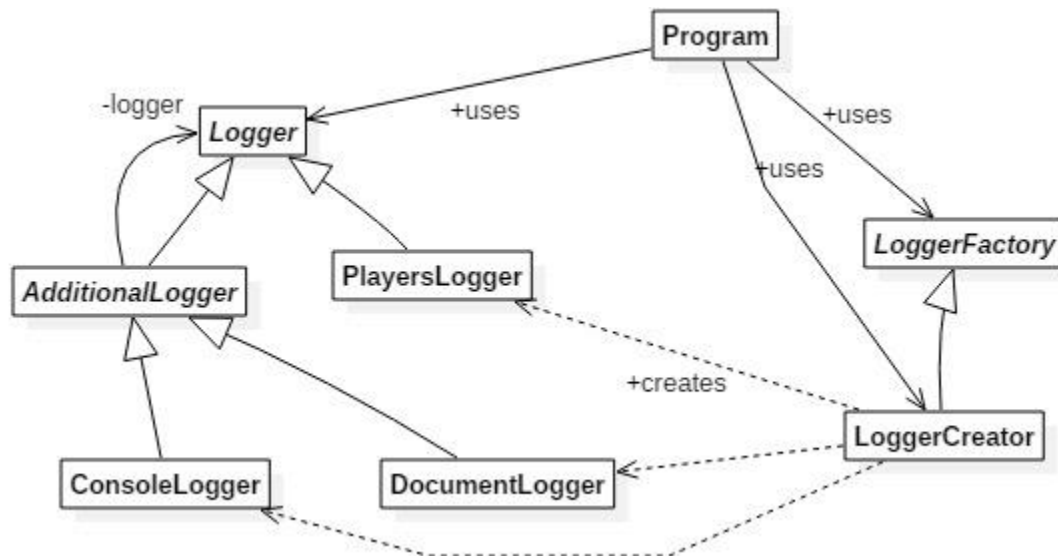 Program
-logger
+uses
+uses
Logger
+uses
LoggerFactory
PlayersLogger
AdditionalLogger
+creates
LoggerCreator
ConsoleLogger
DocumentLogger